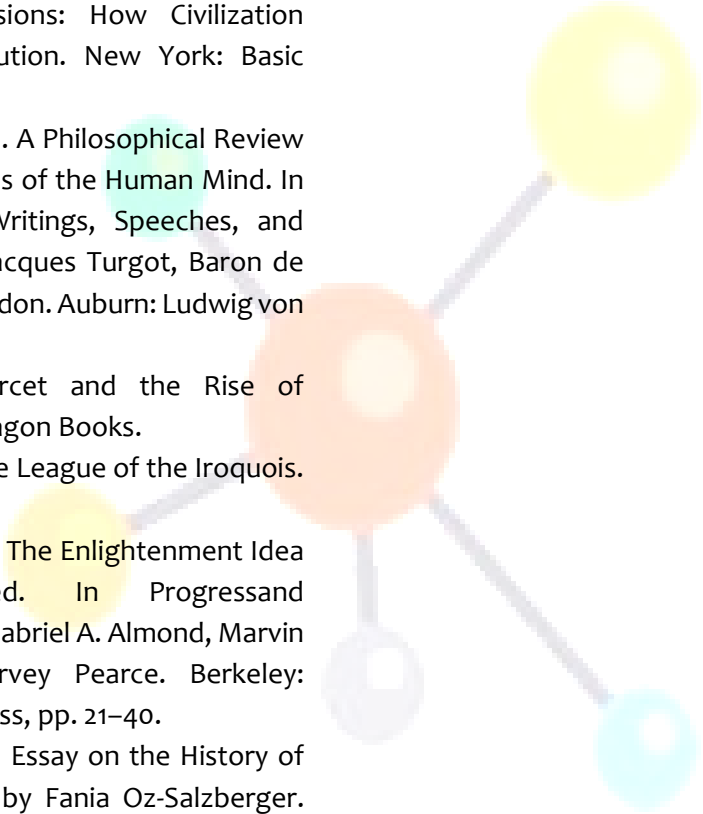 sions: How Civilization
ution. New York: Basic
. A Philosophical Review
s of the Human Mind. In
Writings, Speeches, and
acques Turgot, Baron de
don. Auburn: Ludwig von
rcet and the Rise of
agon Books.
e League of the Iroquois.
The Enlightenment Idea
ed. In Progressand
abriel A. Almond, Marvin
rvey Pearce. Berkeley:
ss, pp. 21–40.
Essay on the History of
by Fania Oz-Salzberger.